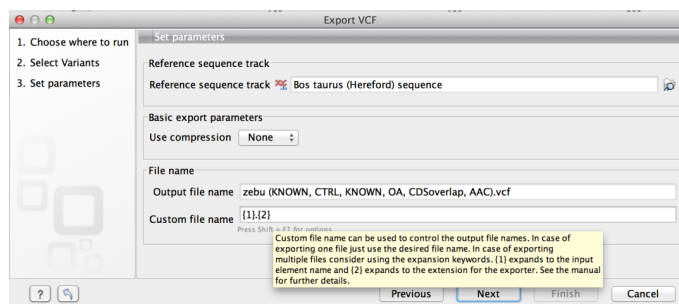 Export VCF
1. Choose where to run
2. Select Variants
3. Set parameters
Set parameters
Reference sequence track
Reference sequence track Bos taurus (Hereford) sequence
Basic export parameters
Use compression None
File name
Output file name zebu (KNOWN, CTRL, KNOWN, OA, CDSoverlap, AAC).vcf
Custom file name {1}.{2}
Press Shift + F1 for options
Custom file name can be used to control the output file names. In case of
exporting one file just use the desired file name. In case of exporting
multiple files consider using the expansion keywords. {1} expands to the input
element name and {2} expands to the extension for the exporter. See the manual
for further details.
? Previous Next Finish Cancel